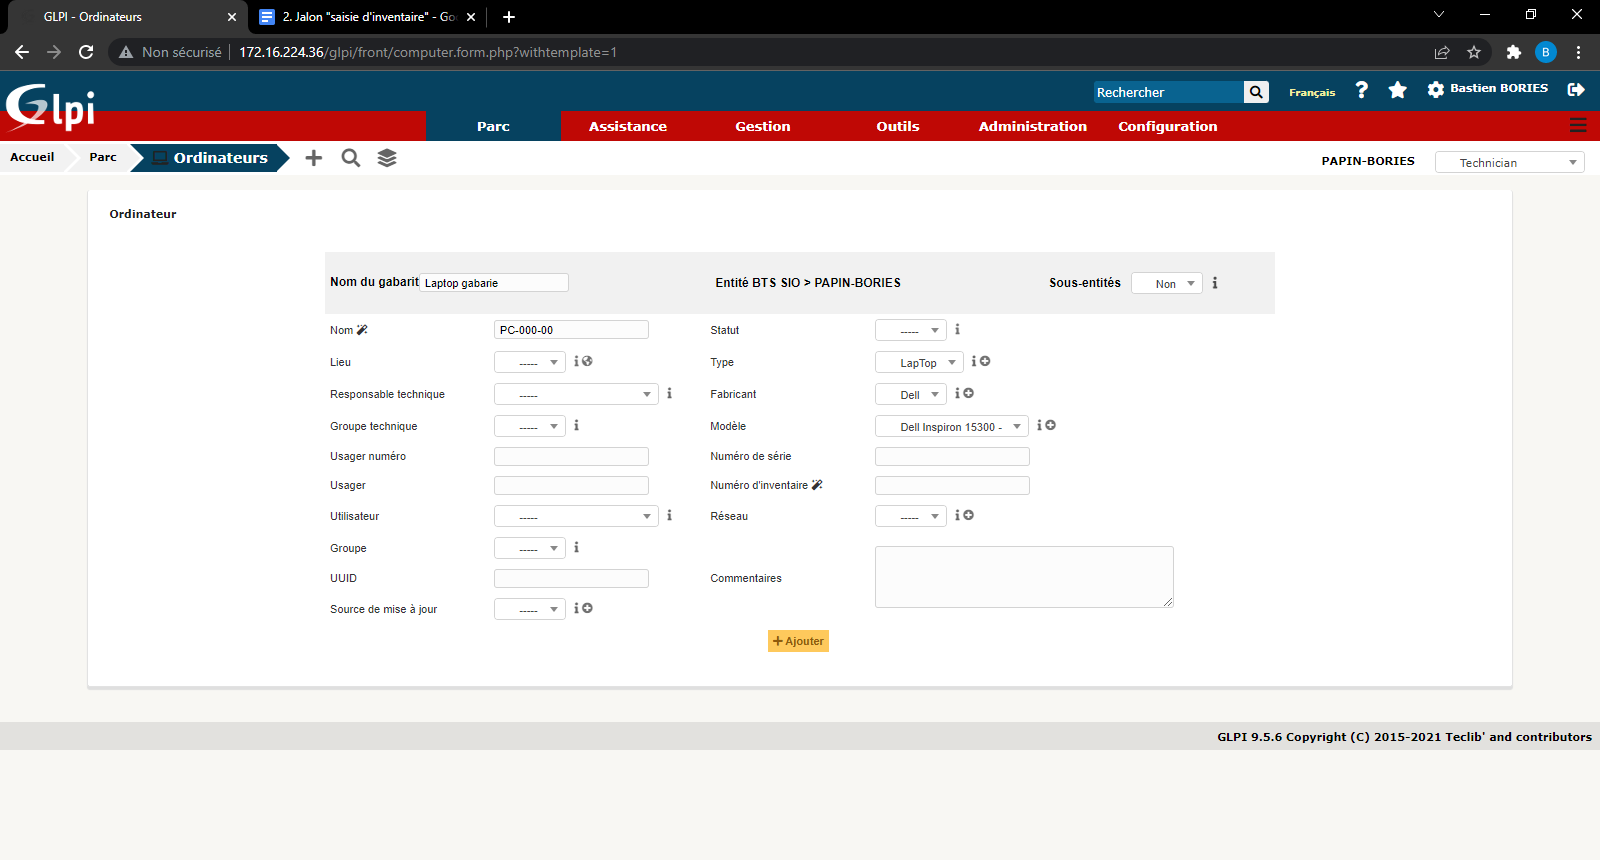 GLPI - Ordinateurs
2. Jalon "saisie d'inventaire" - Go
Non sécurisé 172.16.224.36/glpi/front/computer.form.php?withtemplate=1
B
Glpi
Rechercher Français ? Bastien BORIES
Parc Assistance Gestion Outils Administration Configuration
Accueil Parc Ordinateurs PAPIN-BORIES Technician
Ordinateur
Nom du gabarit Laptop gabarie Entité BTS SIO > PAPIN-BORIES Sous-entités Non
Nom PC-000-00 Statut -----
Lieu ----- Type LapTop
Responsable technique ----- Fabricant Dell
Groupe technique ----- Modèle Dell Inspiron 15300 -
Usager numéro Numéro de série
Usager Numéro d'inventaire
Utilisateur ----- Réseau -----
Groupe -----
UUID Commentaires
Source de mise à jour -----
Ajouter
GLPI 9.5.6 Copyright (C) 2015-2021 Teclib' and contributors